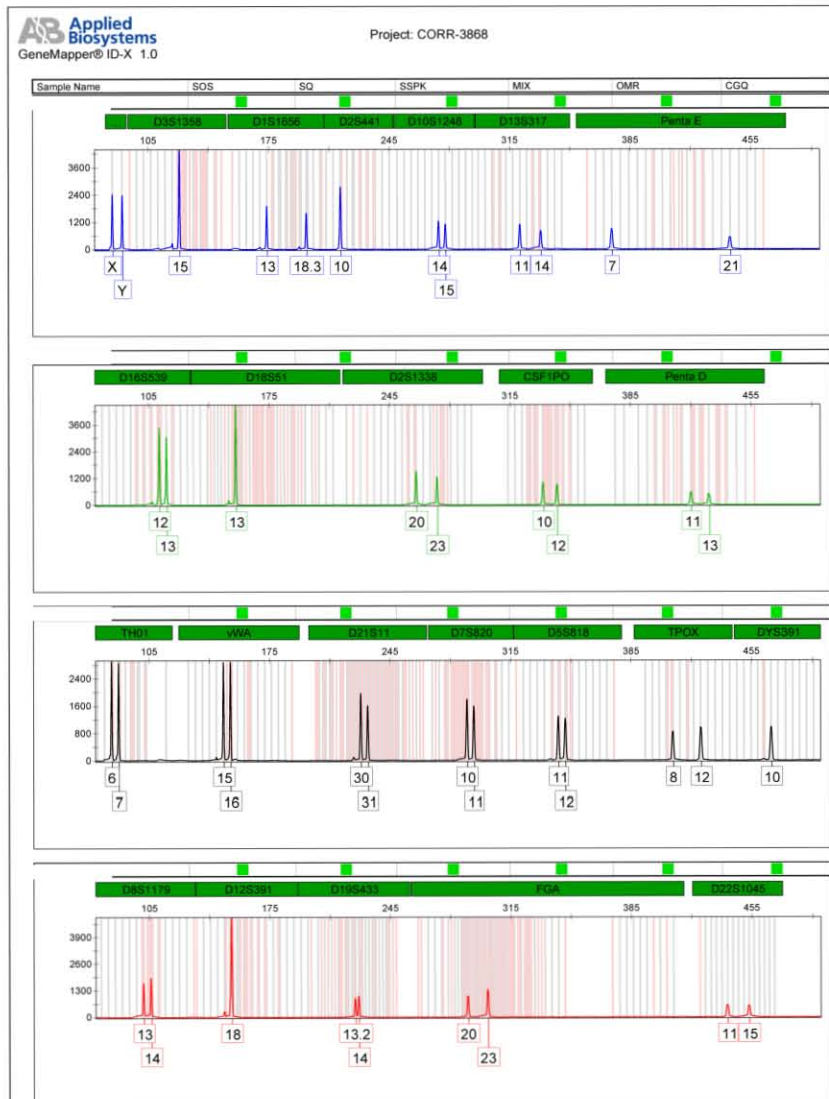 AB Applied
Biosystems
GeneMapper® ID-X 1.0
Project: CORR-3868
Sample Name SOS SQ SSPK MIX OMR CGQ
D3S1358 D1S1656 D2S441 D10S1248 D13S317 Penta E
105 175 245 315 385 455
3600
2400
1200
0
X 15 13 18.3 10 14 11 14 7 21
Y 15
D16S539 D18S51 D2S1338 CSF1PO Penta D
105 175 245 315 385 455
3600
2400
1200
0
12 13 20 10 11
13 23 12 13
TH01 vWA D21S11 D7S820 D5S818 TPOX DYS391
105 175 245 315 385 455
2400
1600
800
0
6 15 30 10 11 8 12 10
7 16 31 11 12
D8S1179 D12S391 D19S433 FGA D22S1045
105 175 245 315 385 455
3900
2600
1300
0
13 18 13.2 20 11 15
14 14 23